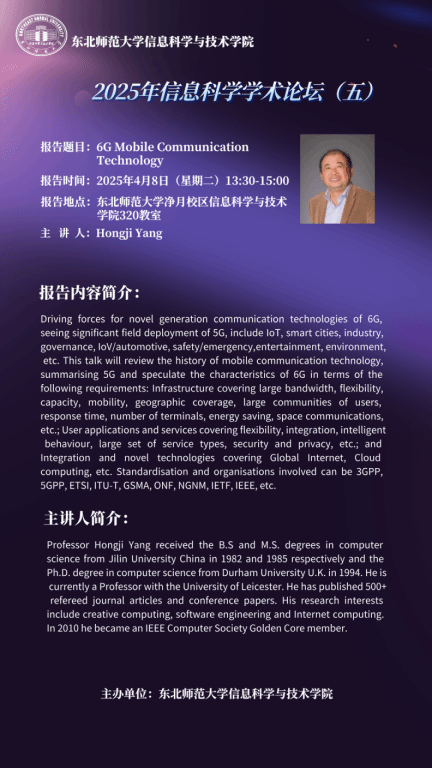 NORTHEAST NORMAL UNIVERSITY
东北师范大学信息科学与技术学院
2025年信息科学学术论坛（五）
报告题目：6G Mobile Communication
Technology
报告时间：2025年4月8日（星期二）13:30-15:00
报告地点：东北师范大学净月校区信息科学与技术
学院320教室
主 讲 人：Hongji Yang
报告内容简介：
Driving forces for novel generation communication technologies of 6G,
seeing significant field deployment of 5G, include IoT, smart cities, industry,
governance, IoV/automotive, safety/emergency,entertainment, environment,
etc. This talk will review the history of mobile communication technology,
summarising 5G and speculate the characteristics of 6G in terms of the
following requirements: Infrastructure covering large bandwidth, flexibility,
capacity, mobility, geographic coverage, large communities of users,
response time, number of terminals, energy saving, space communications,
etc.; User applications and services covering flexibility, integration, intelligent
behaviour, large set of service types, security and privacy, etc.; and
Integration and novel technologies covering Global Internet, Cloud
computing, etc. Standardisation and organisations involved can be 3GPP,
5GPP, ETSI, ITU-T, GSMA, ONF, NGNM, IETF, IEEE, etc.
主讲人简介：
Professor Hongji Yang received the B.S and M.S. degrees in computer
science from Jilin University China in 1982 and 1985 respectively and the
Ph.D. degree in computer science from Durham University U.K. in 1994. He is
currently a Professor with the University of Leicester. He has published 500+
refereed journal articles and conference papers. His research interests
include creative computing, software engineering and Internet computing.
In 2010 he became an IEEE Computer Society Golden Core member.
主办单位：东北师范大学信息科学与技术学院